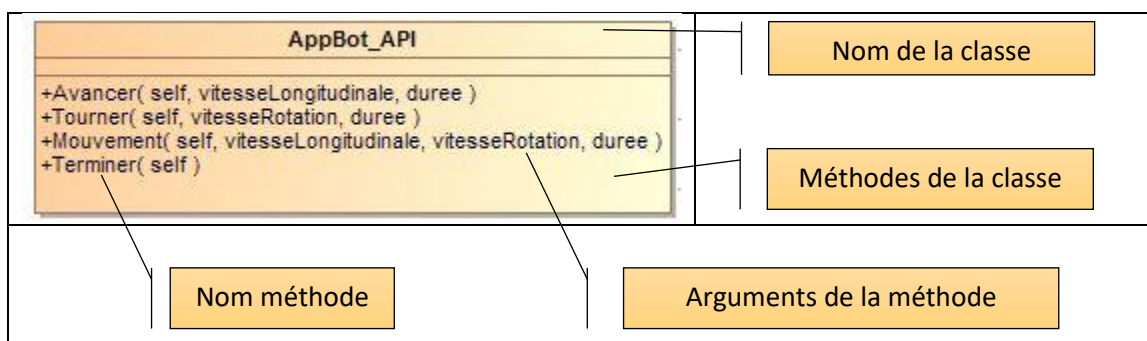 AppBot_API
Nom de la classe
+Avancer( self, vitesseLongitudinale, duree )
+Tourner( self, vitesseRotation, duree )
+Mouvement( self, vitesseLongitudinale, vitesseRotation, duree )
+Terminer( self )
Méthodes de la classe
Nom méthode
Arguments de la méthode